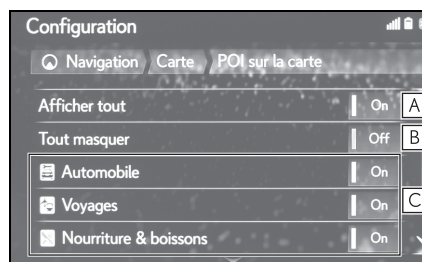 Configuration
Navigation Carte POI sur la carte
Afficher tout On A
Tout masquer Off B
Automobile On
Voyages On C
Nourriture & boissons On